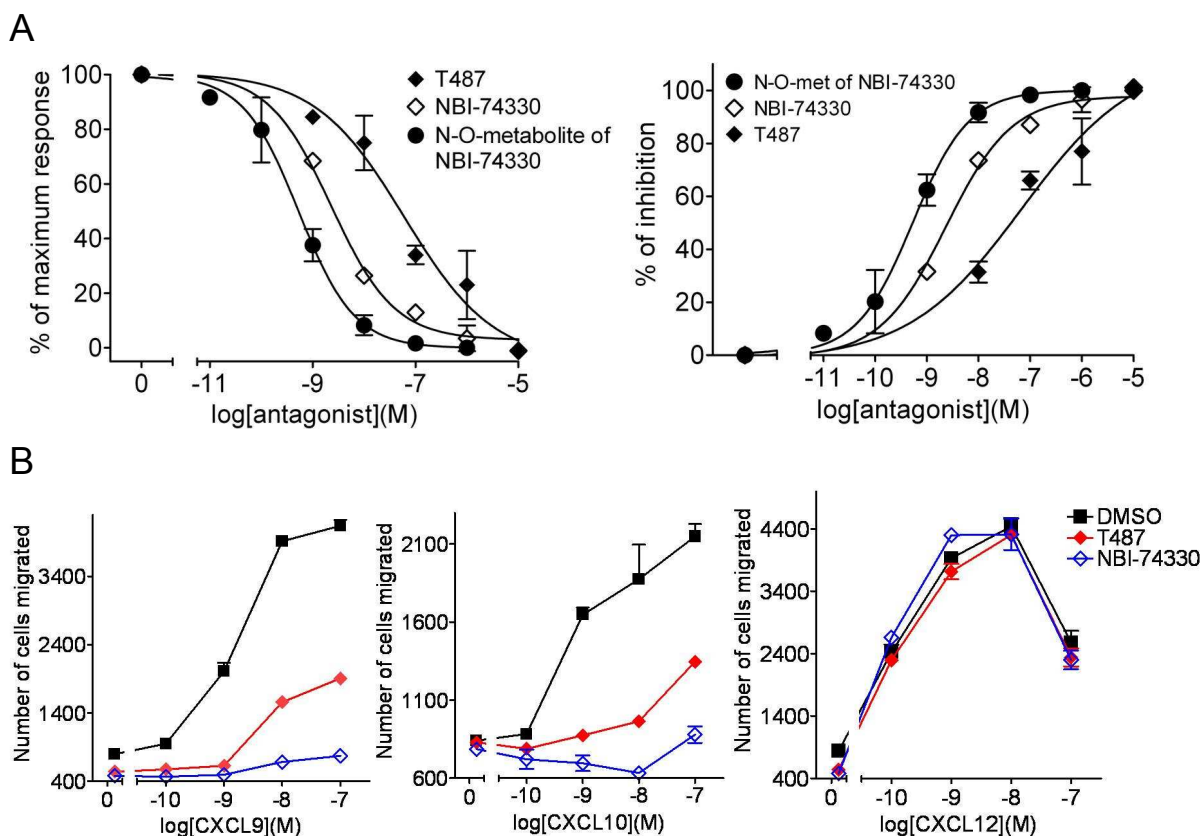 A
% of maximum response
100
80
60
40
20
0
T487
NBI-74330
N-O-metabolite of
NBI-74330
0 -11 -9 -7 -5
log[antagonist](M)
% of inhibition
100
80
60
40
20
0
N-O-met of NBI-74330
NBI-74330
T487
0 -11 -10 -9 -8 -7 -6 -5
log[antagonist](M)
B
Number of cells migrated
3400
2400
1400
400
0 -10 -9 -8 -7
log[CXCL9](M)
Number of cells migrated
2100
1600
1100
600
0 -10 -9 -8 -7
log[CXCL10](M)
Number of cells migrated
4400
3400
2400
1400
400
DMSO
T487
NBI-74330
0 -10 -9 -8 -7
log[CXCL12](M)